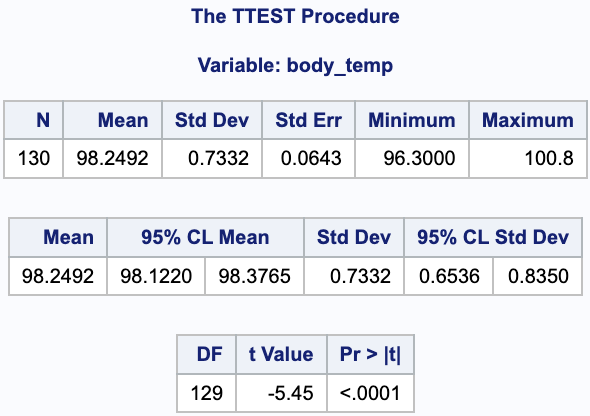 The TTEST Procedure
Variable: body_temp
N Mean Std Dev Std Err Minimum Maximum
130 98.2492 0.7332 0.0643 96.3000 100.8
Mean 95% CL Mean Std Dev 95% CL Std Dev
98.2492 98.1220 98.3765 0.7332 0.6536 0.8350
DF t Value Pr > |t|
129 -5.45 <.0001